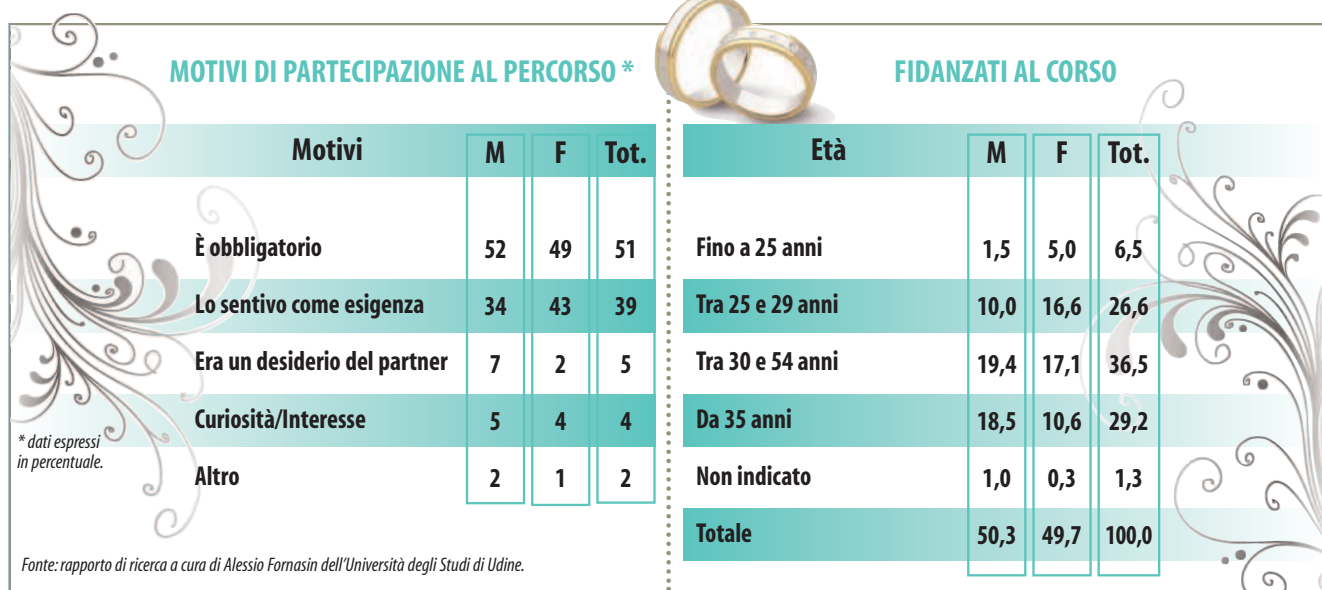 MOTIVI DI PARTECIPAZIONE AL PERCORSO *
Motivi M F Tot.
È obbligatorio 52 49 51
Lo sentivo come esigenza 34 43 39
Era un desiderio del partner 7 2 5
Curiosità/Interesse 5 4 4
Altro 2 1 2
* dati espressi
in percentuale.
Fonte: rapporto di ricerca a cura di Alessio Fornasin dell'Università degli Studi di Udine.
FIDANZATI AL CORSO
Età M F Tot.
Fino a 25 anni 1,5 5,0 6,5
Tra 25 e 29 anni 10,0 16,6 26,6
Tra 30 e 54 anni 19,4 17,1 36,5
Da 35 anni 18,5 10,6 29,2
Non indicato 1,0 0,3 1,3
Totale 50,3 49,7 100,0